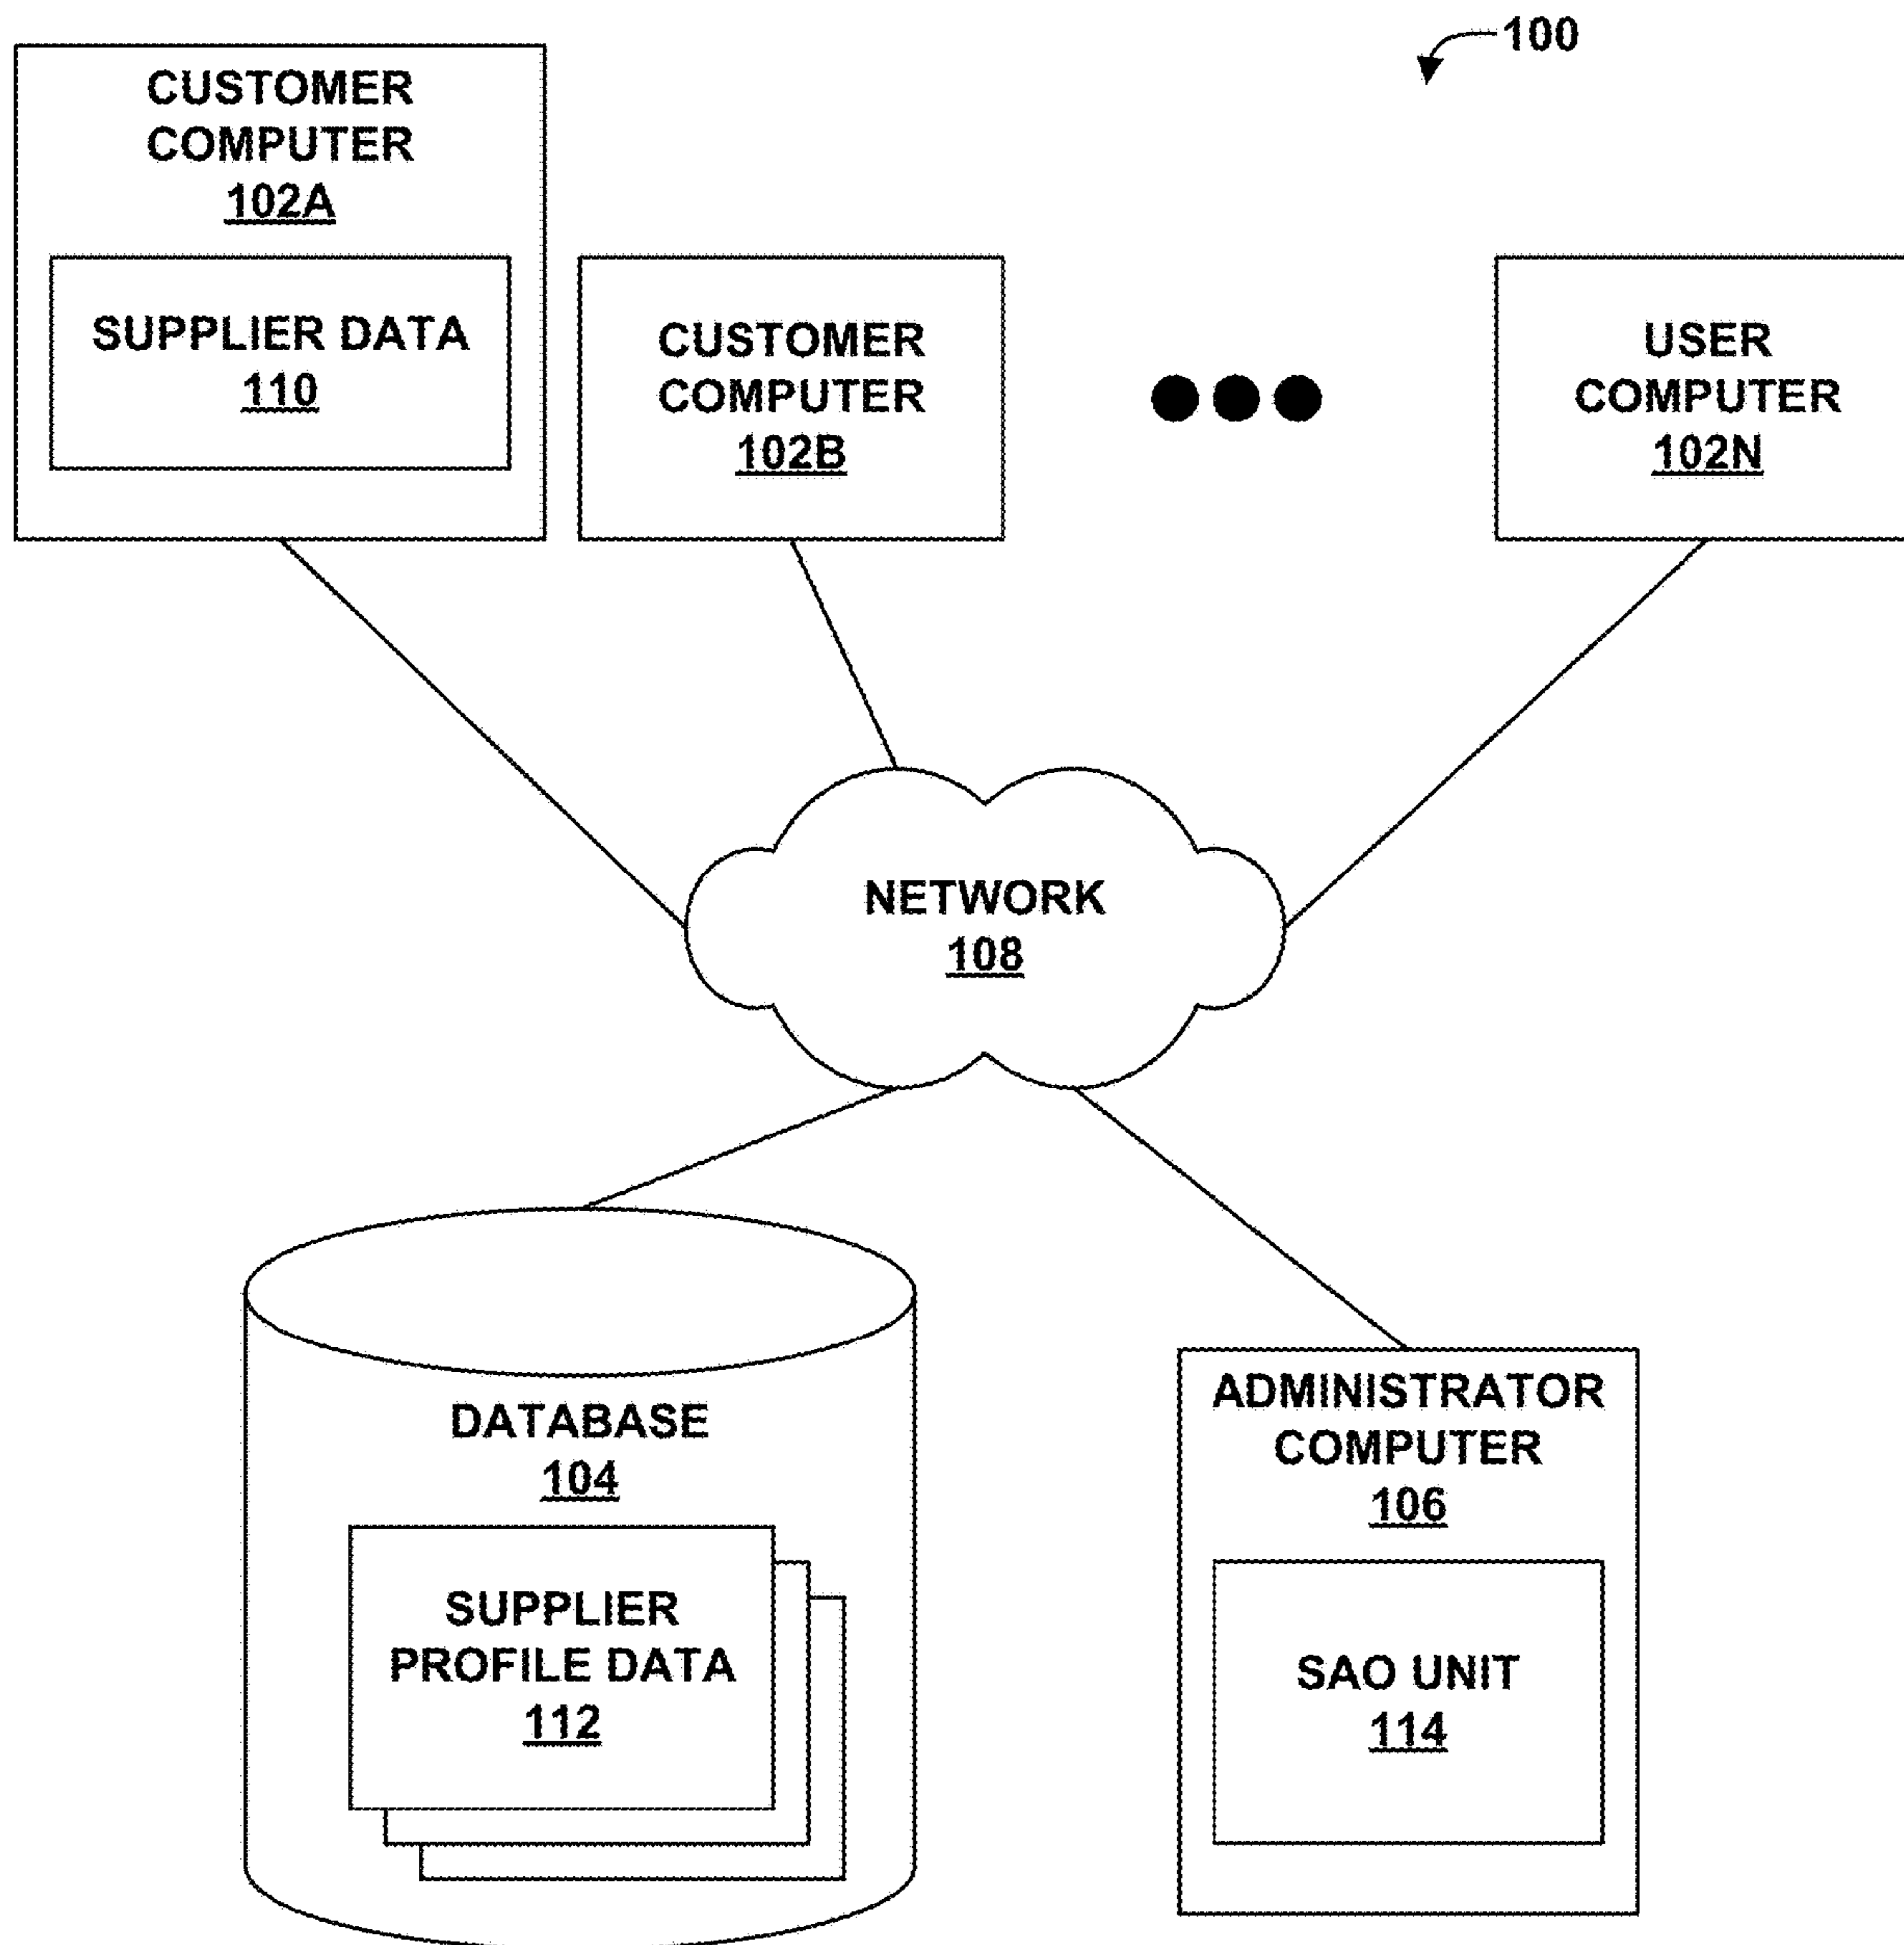 100
CUSTOMER
COMPUTER
102A
SUPPLIER DATA
110
CUSTOMER
COMPUTER
102B
USER
COMPUTER
102N
NETWORK
108
DATABASE
104
SUPPLIER
PROFILE DATA
112
ADMINISTRATOR
COMPUTER
106
SAO UNIT
114